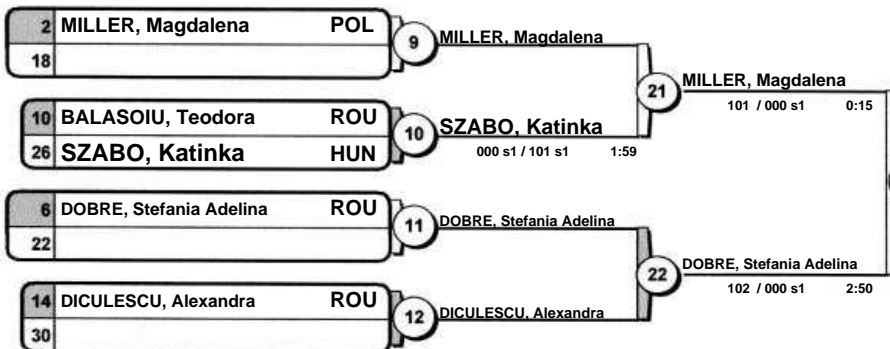 2 MILLER, Magdalena POL
18
9 MILLER, Magdalena
10 BALASOIU, Teodora ROU
26 SZABO, Katinka HUN
10 SZABO, Katinka
000 s1 / 101 s1 1:59
21 MILLER, Magdalena
101 / 000 s1 0:15
6 DOBRE, Stefania Adelina ROU
22
11 DOBRE, Stefania Adelina
14 DICULESCU, Alexandra ROU
30
12 DICULESCU, Alexandra
22 DOBRE, Stefania Adelina
102 / 000 s1 2:50